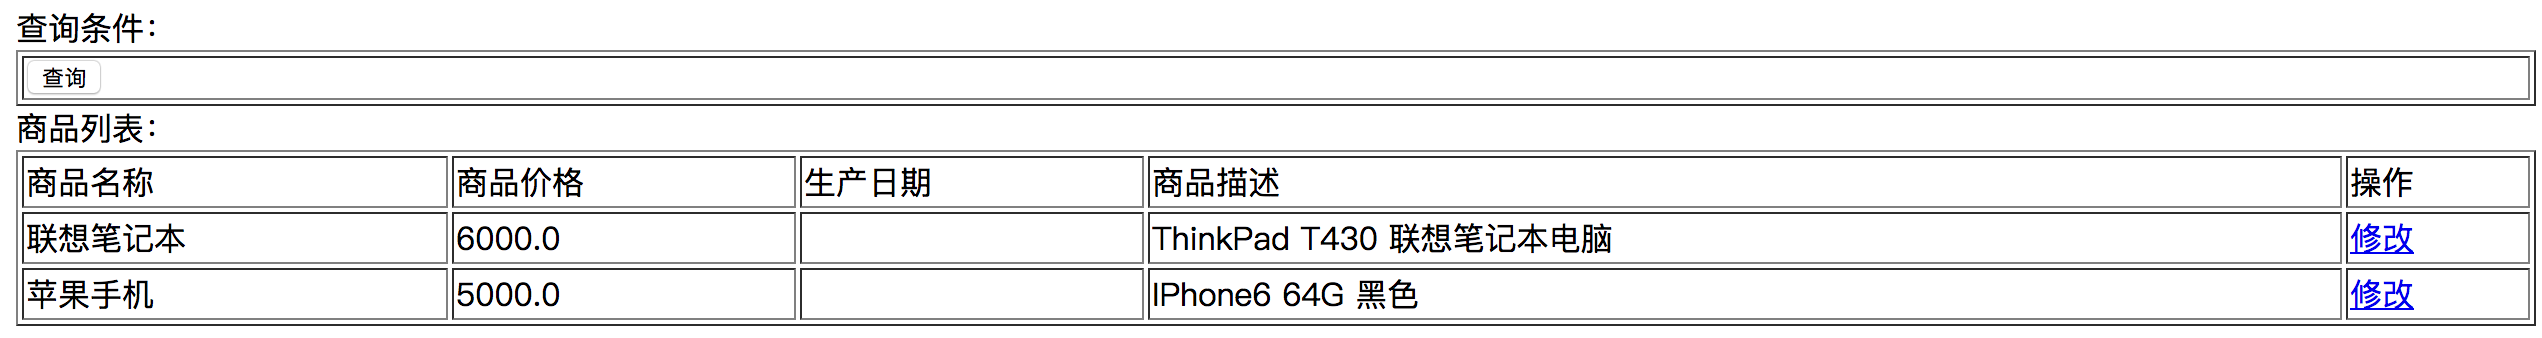 查询条件：
查询
商品列表：
商品名称 商品价格 生产日期 商品描述 操作
联想笔记本 6000.0 ThinkPad T430 联想笔记本电脑 修改
苹果手机 5000.0 IPhone6 64G 黑色 修改